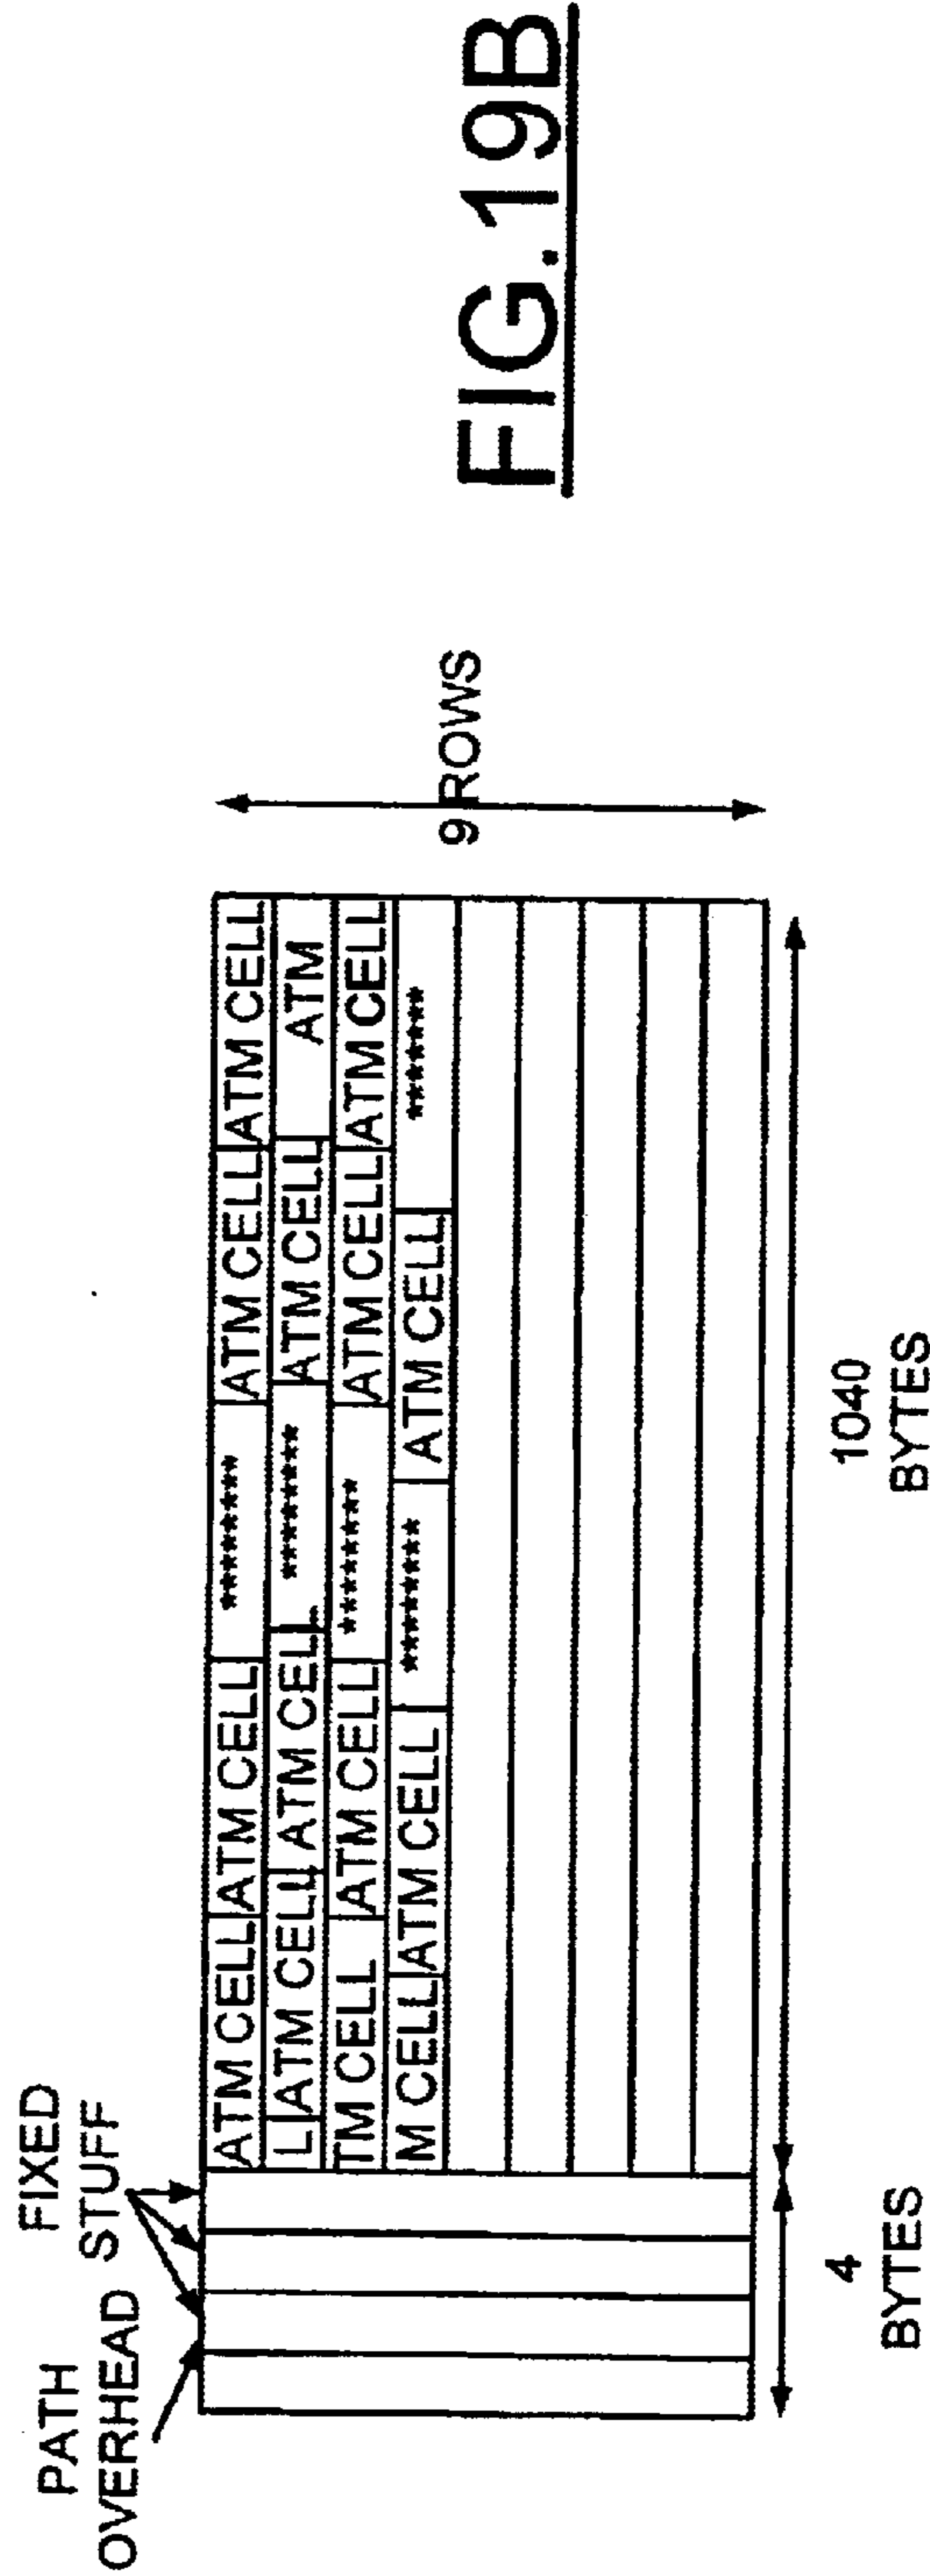 PATH
OVERHEAD
FIXED
STUFF
ATM CELL ATM CELL ******* ATM CELL ATM CELL
L ATM CELL ATM CELL ******** ATM CELL ATM
TM CELL ATM CELL ******** ATM CELL ATM CELL
M CELL ATM CELL ******** ATM CELL ********
9 ROWS
4
BYTES
1040
BYTES
FIG.19B